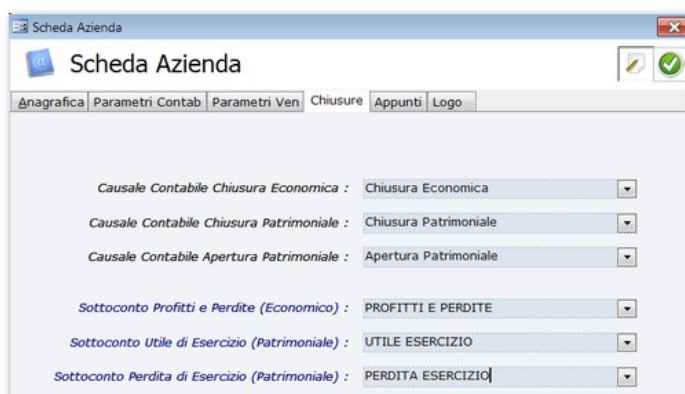 Scheda Azienda
Scheda Azienda
Anagrafica Parametri Contab Parametri Ven Chiusure Appunti Logo
Causale Contabile Chiusura Economica : Chiusura Economica
Causale Contabile Chiusura Patrimoniale : Chiusura Patrimoniale
Causale Contabile Apertura Patrimoniale : Apertura Patrimoniale
Sottoconto Profitti e Perdite (Economico) : PROFITTI E PERDITE
Sottoconto Utile di Esercizio (Patrimoniale) : UTILE ESERCIZIO
Sottoconto Perdita di Esercizio (Patrimoniale) : PERDITA ESERCIZIO